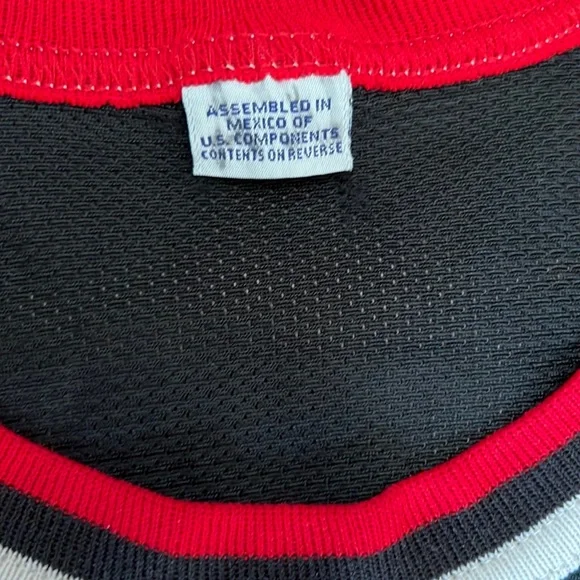 ASSEMBLED IN
MEXICO OF
U.S. COMPONENTS
CONTENTS ON REVERSE